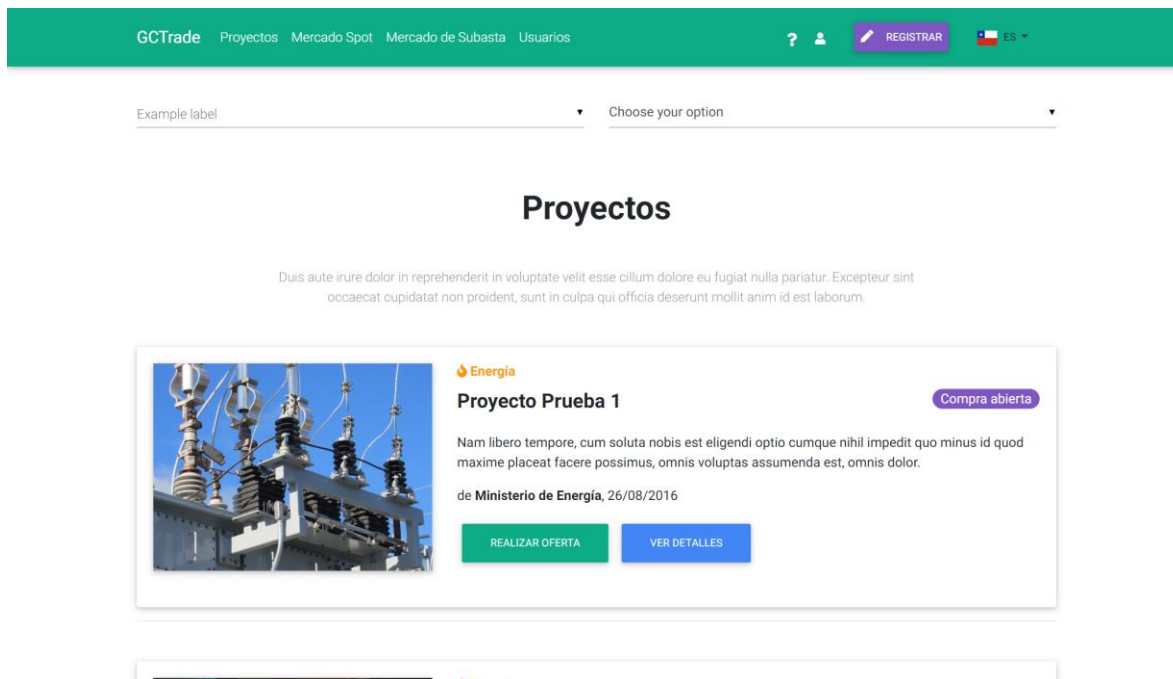 GCTrade Proyectos Mercado Spot Mercado de Subasta Usuarios ? REGISTRAR ES
Example label Choose your option
Proyectos
Duis aute irure dolor in reprehenderit in voluptate velit esse cillum dolore eu fugiat nulla pariatur. Excepteur sint
occaecat cupidatat non proident, sunt in culpa qui officia deserunt mollit anim id est laborum.
Energía
Proyecto Prueba 1 Compra abierta
Nam libero tempore, cum soluta nobis est eligendi optio cumque nihil impedit quo minus id quod
maxime placeat facere possimus, omnis voluptas assumenda est, omnis dolor.
de Ministerio de Energía, 26/08/2016
REALIZAR OFERTA VER DETALLES